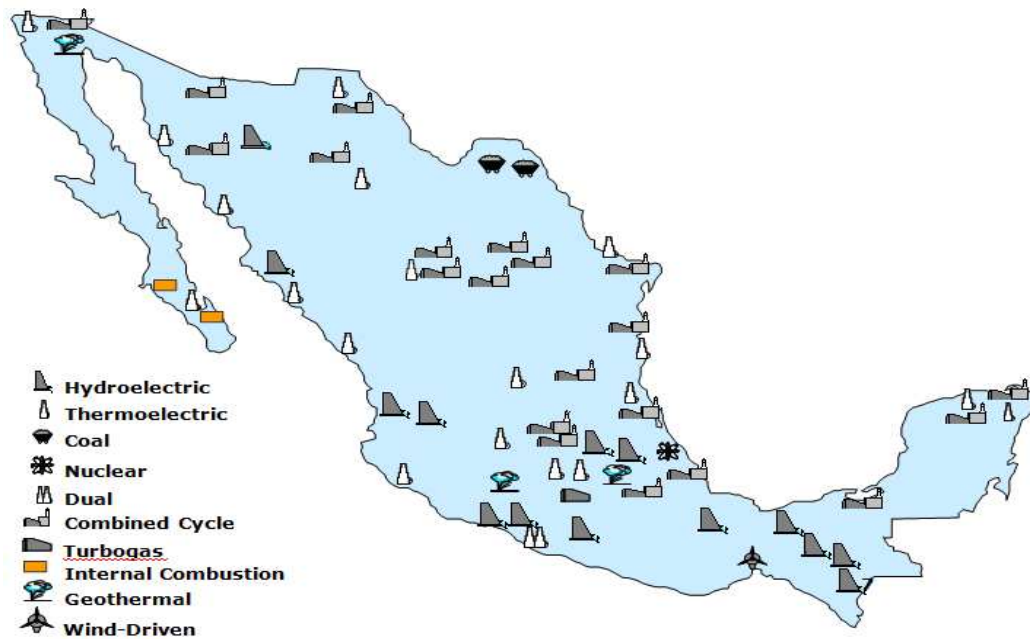 Hydroelectric
Thermoelectric
Coal
Nuclear
Dual
Combined Cycle
Turbogas
Internal Combustion
Geothermal
Wind-Driven